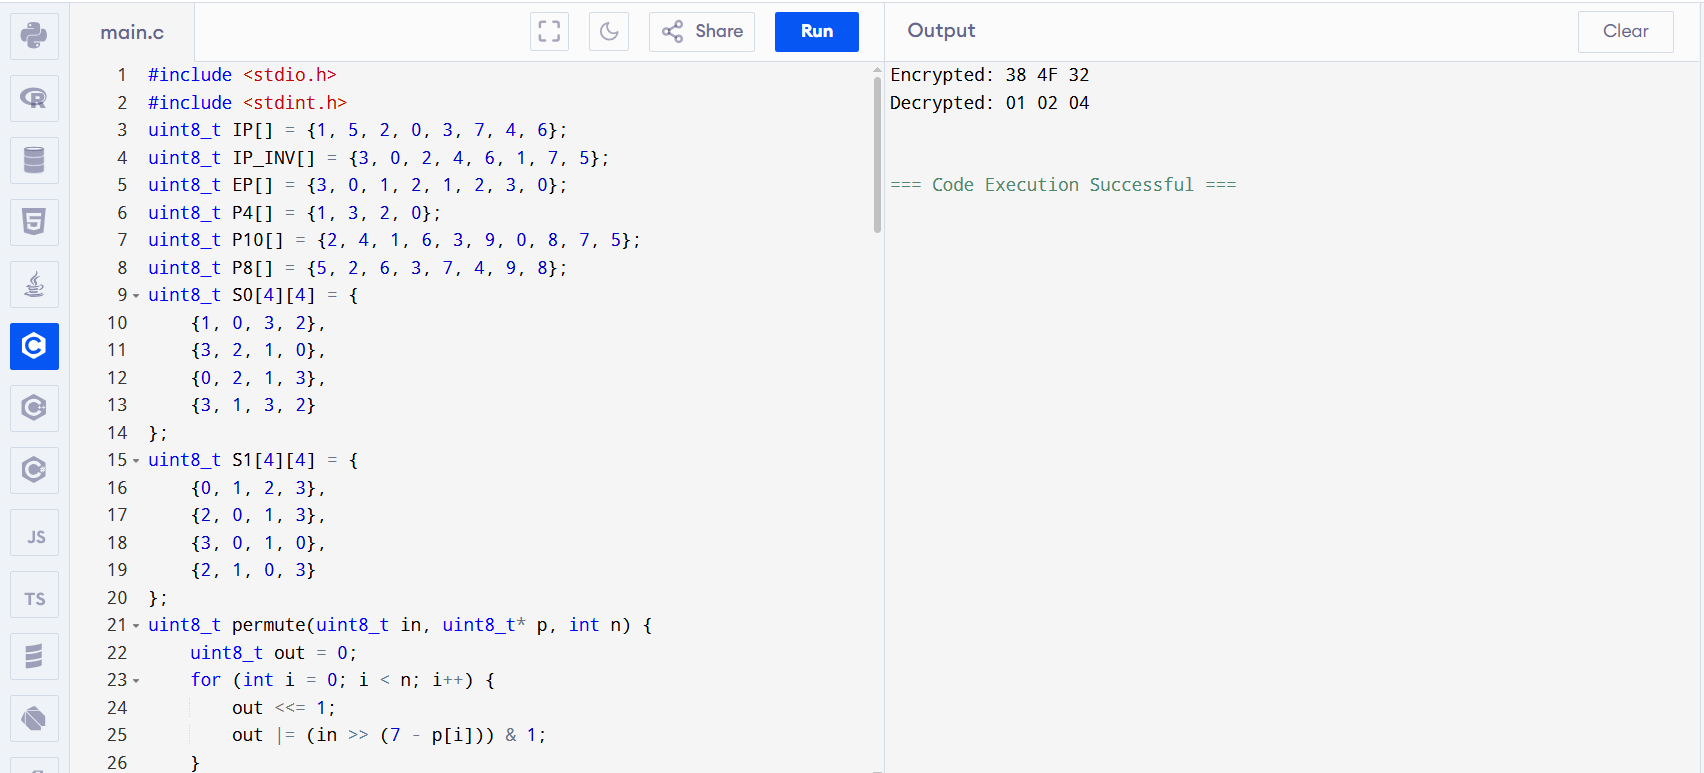 main.c
Share
Run
Output
Clear
1 #include <stdio.h>
2 #include <stdint.h>
3 uint8_t IP[] = {1, 5, 2, 0, 3, 7, 4, 6};
4 uint8_t IP_INV[] = {3, 0, 2, 4, 6, 1, 7, 5};
5 uint8_t EP[] = {3, 0, 1, 2, 1, 2, 3, 0};
6 uint8_t P4[] = {1, 3, 2, 0};
7 uint8_t P10[] = {2, 4, 1, 6, 3, 9, 0, 8, 7, 5};
8 uint8_t P8[] = {5, 2, 6, 3, 7, 4, 9, 8};
9 uint8_t S0[4][4] = {
10 {1, 0, 3, 2},
11 {3, 2, 1, 0},
12 {0, 2, 1, 3},
13 {3, 1, 3, 2}
14 };
15 uint8_t S1[4][4] = {
16 {0, 1, 2, 3},
17 {2, 0, 1, 3},
18 {3, 0, 1, 0},
19 {2, 1, 0, 3}
20 };
21 uint8_t permute(uint8_t in, uint8_t* p, int n) {
22 uint8_t out = 0;
23 for (int i = 0; i < n; i++) {
24 out <<= 1;
25 out |= (in >> (7 - p[i])) & 1;
26 }
Encrypted: 38 4F 32
Decrypted: 01 02 04
=== Code Execution Successful ===
R
5
C
C
C
JS
TS